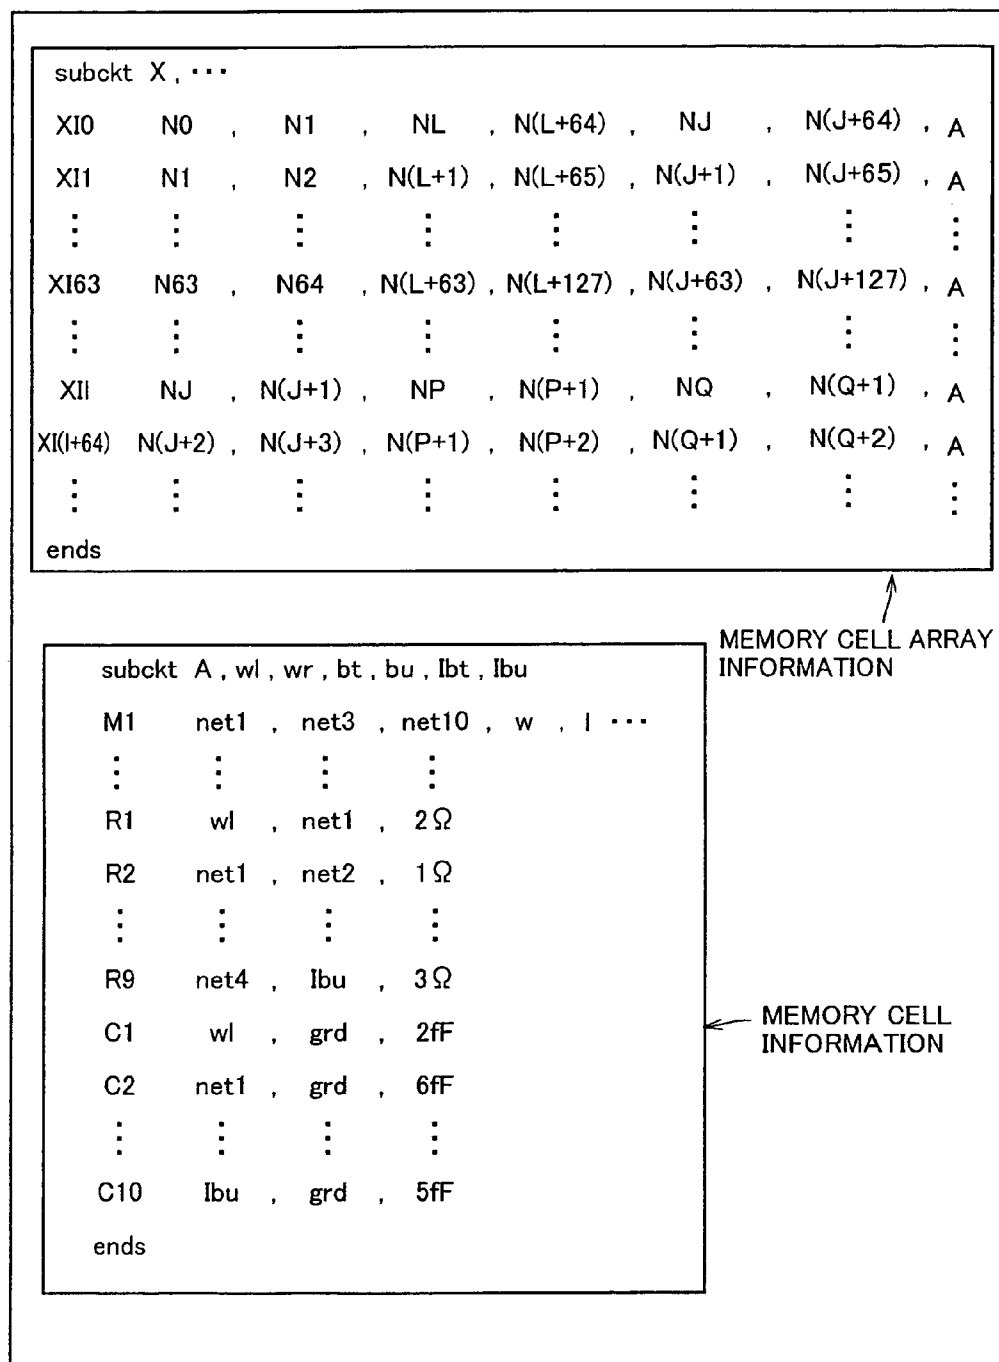 subckt X , ･･･
XI0 N0 , N1 , NL , N(L+64) , NJ , N(J+64) , A
XI1 N1 , N2 , N(L+1) , N(L+65) , N(J+1) , N(J+65) , A
⋮ ⋮ ⋮ ⋮ ⋮ ⋮ ⋮ ⋮
XI63 N63 , N64 , N(L+63) , N(L+127) , N(J+63) , N(J+127) , A
⋮ ⋮ ⋮ ⋮ ⋮ ⋮ ⋮ ⋮
XII NJ , N(J+1) , NP , N(P+1) , NQ , N(Q+1) , A
XI(I+64) N(J+2) , N(J+3) , N(P+1) , N(P+2) , N(Q+1) , N(Q+2) , A
⋮ ⋮ ⋮ ⋮ ⋮ ⋮ ⋮ ⋮
ends
MEMORY CELL ARRAY
INFORMATION
subckt A , wl , wr , bt , bu , Ibt , Ibu
M1 net1 , net3 , net10 , w , l ･･･
⋮ ⋮ ⋮ ⋮
R1 wl , net1 , 2Ω
R2 net1 , net2 , 1Ω
⋮ ⋮ ⋮ ⋮
R9 net4 , Ibu , 3Ω
C1 wl , grd , 2fF
C2 net1 , grd , 6fF
⋮ ⋮ ⋮ ⋮
C10 Ibu , grd , 5fF
ends
MEMORY CELL
INFORMATION